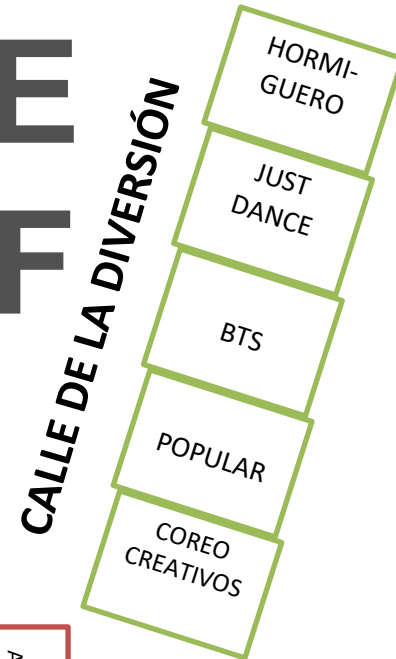 E
F
CALLE DE LA DIVERSIÓN
HORMI-
GUERO
JUST
DANCE
BTS
POPULAR
COREO
CREATIVOS
A